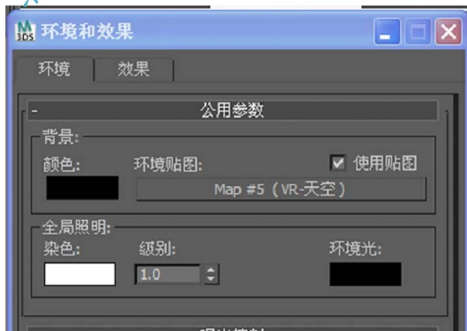 环境和效果
环境 效果
- 公用参数
背景:
颜色: 环境贴图: 使用贴图
Map #5 (VR-天空)
全局照明:
染色: 级别: 环境光:
1.0